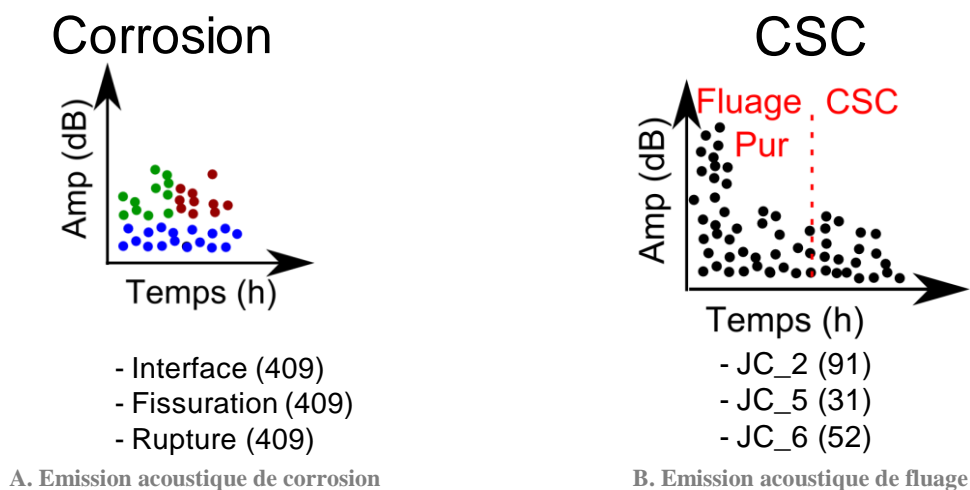 Corrosion
Amp (dB)
Temps (h)
- Interface (409)
- Fissuration (409)
- Rupture (409)
A. Emission acoustique de corrosion
CSC
Fluage
Pur
CSC
Amp (dB)
Temps (h)
- JC_2 (91)
- JC_5 (31)
- JC_6 (52)
B. Emission acoustique de fluage